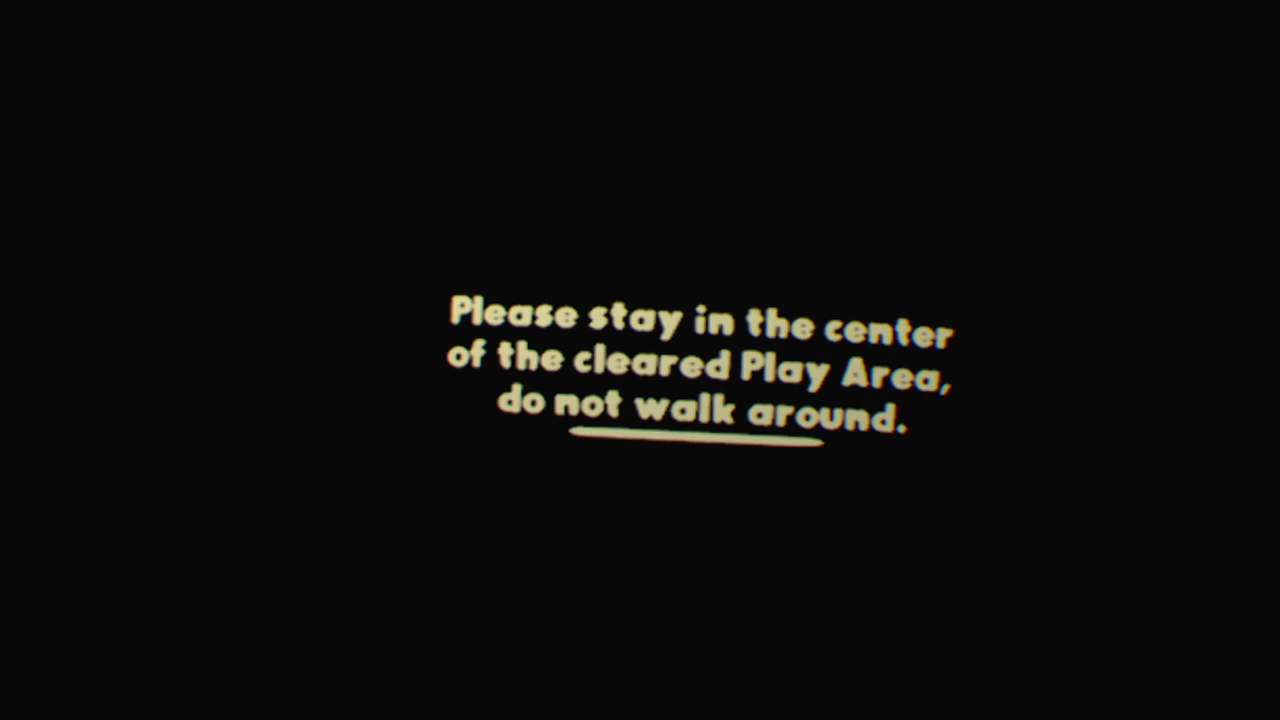 Please stay in the center
of the cleared Play Area,
do not walk around.